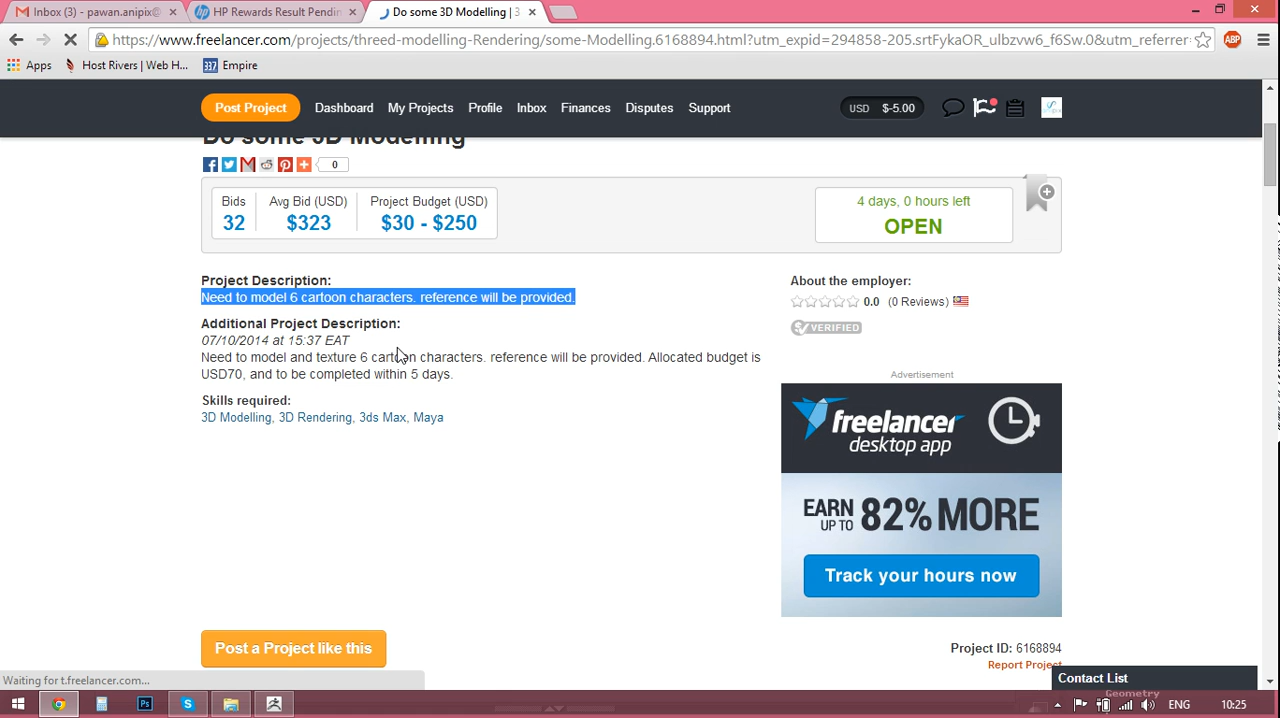 Inbox (3) - pawan.anipix
HP Rewards Result Pendin
Do some 3D Modelling | 3
https://www.freelancer.com/projects/threed-modelling-Rendering/some-Modelling.6168894.html?utm_expid=294858-205.srtFykaOR_ulbzvw6_f6Sw.0&utm_referrer
ABP
Apps
Host Rivers | Web H...
337
Empire
Post Project
Dashboard
My Projects
Profile
Inbox
Finances
Disputes
Support
USD $-5.00
Do some 3D Modelling
0
Bids
32
Avg Bid (USD)
$323
Project Budget (USD)
$30 - $250
4 days, 0 hours left
OPEN
Project Description:
Need to model 6 cartoon characters. reference will be provided.
Additional Project Description:
07/10/2014 at 15:37 EAT
Need to model and texture 6 cartoon characters. reference will be provided. Allocated budget is
USD70, and to be completed within 5 days.
Skills required:
3D Modelling, 3D Rendering, 3ds Max, Maya
About the employer:
0.0 (0 Reviews)
VERIFIED
Advertisement
freelancer
desktop app
EARN
UP TO
82% MORE
Track your hours now
Post a Project like this
Project ID: 6168894
Report Project
Contact List
Waiting for t.freelancer.com...
Geometry
Ps
S
ENG
10:25